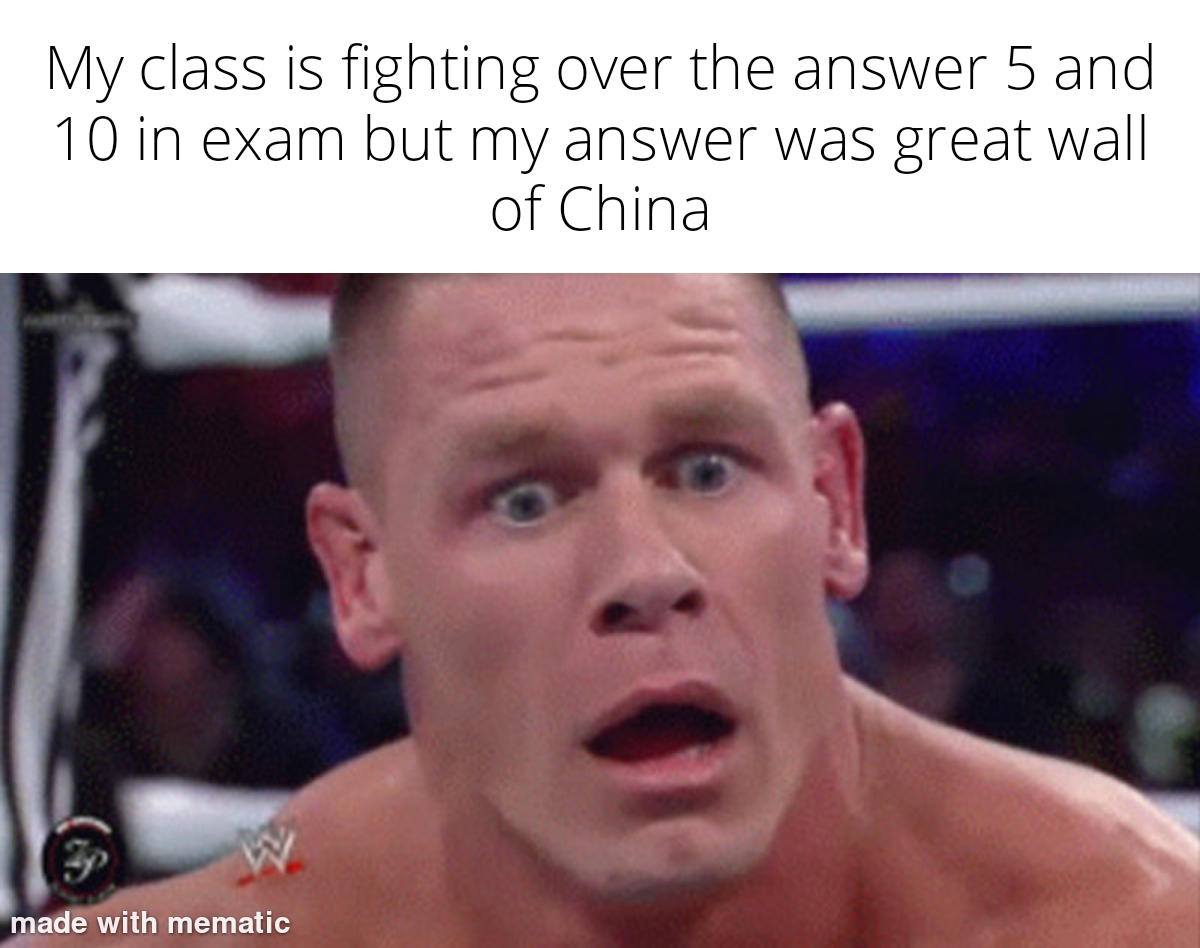 My class is fighting over the answer 5 and
10 in exam but my answer was great wall
of China
W
made with mematic